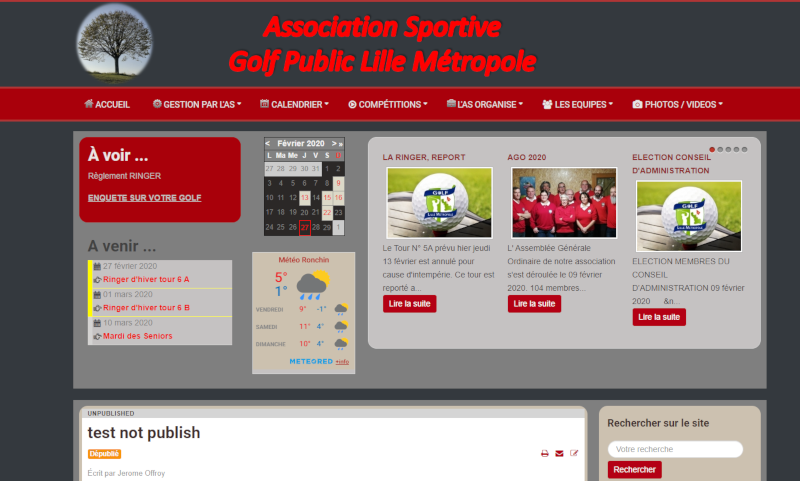 Association Sportive
Golf Public Lille Métropole
ACCUEIL
GESTION PAR L'AS
CALENDRIER
COMPÉTITIONS
L'AS ORGANISE
LES EQUIPES
PHOTOS / VIDEOS
À voir ...
Règlement RINGER
ENQUETE SUR VOTRE GOLF
A venir ...
27 février 2020
Ringer d'hiver tour 6 A
01 mars 2020
Ringer d'hiver tour 6 B
10 mars 2020
Mardi des Seniors
< Février 2020 > »
L Ma Me J V S D
27 28 29 30 31 1 2
3 4 5 6 7 8 9
10 11 12 13 14 15 16
17 18 19 20 21 22 23
24 25 26 27 28 29 1
Météo Ronchin
5°
1°
VENDREDI 9° -1°
SAMEDI 11° 4°
DIMANCHE 10° 4°
METEORED +info
LA RINGER, REPORT
GOLF
LILLE METROPOLE
Le Tour N° 5A prévu hier jeudi
13 février est annulé pour
cause d'intempérie. Ce tour est
reporté a...
Lire la suite
AGO 2020
L' Assemblée Générale
Ordinaire de notre association
s'est déroulée le 09 février
2020. 104 membres...
Lire la suite
ELECTION CONSEIL
D'ADMINISTRATION
GOLF
LILLE METROPOLE
ELECTION MEMBRES DU
CONSEIL
D'ADMINISTRATION 09 février
2020 &n...
Lire la suite
UNPUBLISHED
test not publish
Dépublié
Écrit par Jerome Offroy
Rechercher sur le site
Votre recherche
Rechercher